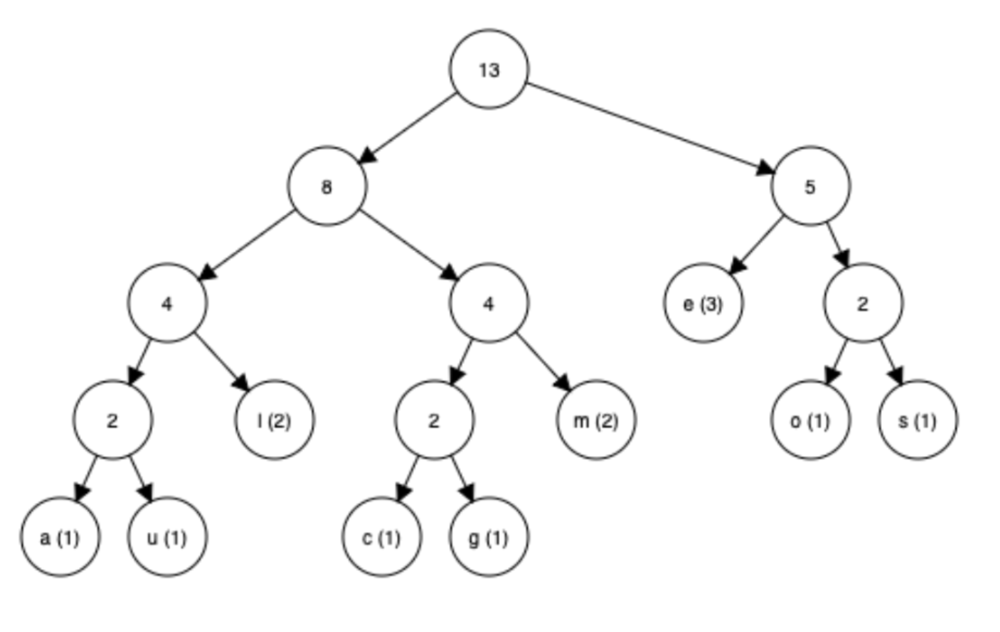 13
8 5
4 4 e (3) 2
2 l (2) 2 m (2) o (1) s (1)
a (1) u (1) c (1) g (1)